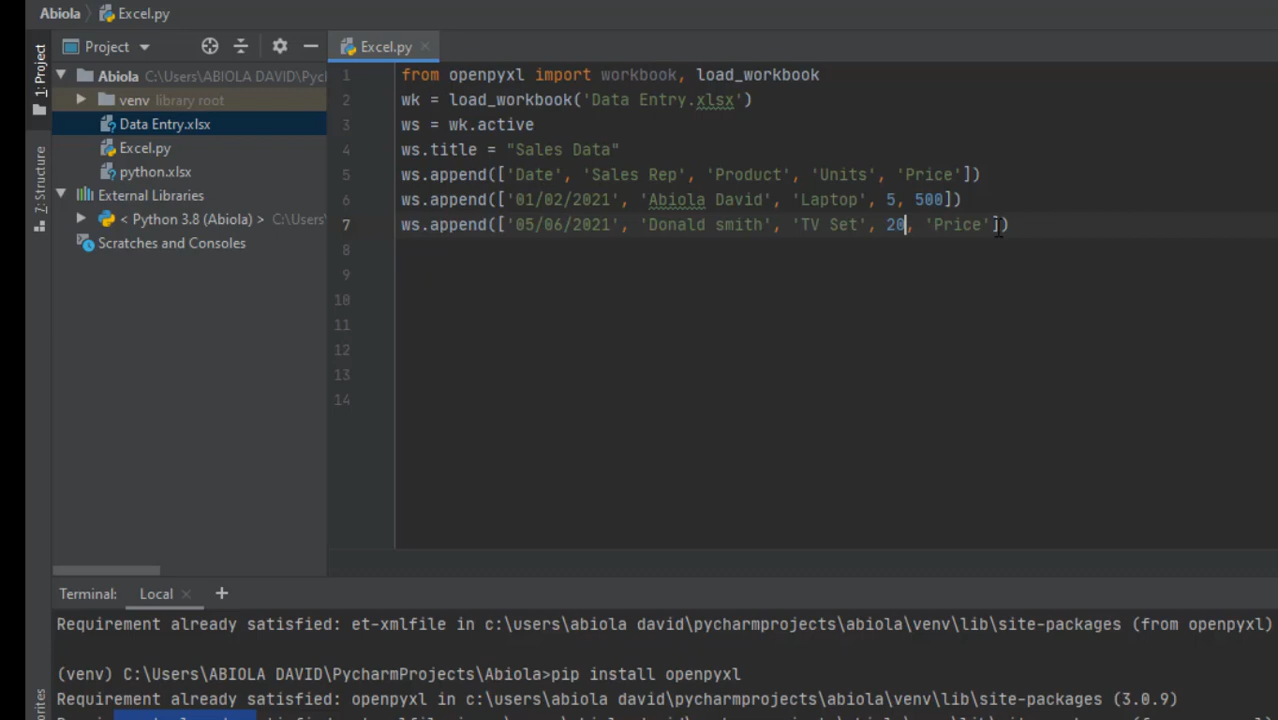 Abiola Excel.py
1: Project
Project
Excel.py
Abiola C:\Users\ABIOLA DAVID\Pycl
venv library root
Data Entry.xlsx
Excel.py
python.xlsx
External Libraries
< Python 3.8 (Abiola) >
Scratches and Consoles
7: Structure
1 from openpyxl import workbook, load_workbook
2 wk = load_workbook('Data Entry.xlsx')
3 ws = wk.active
4 ws.title = "Sales Data"
5 ws.append(['Date', 'Sales Rep', 'Product', 'Units', 'Price'])
6 ws.append(['01/02/2021', 'Abiola David', 'Laptop', 5, 500])
7 ws.append(['05/06/2021', 'Donald smith', 'TV Set', 20, 'Price'])
8
9
10
11
12
13
14
Terminal: Local +
Requirement already satisfied: et-xmlfile in c:\users\abiola david\pycharmprojects\abiola\venv\lib\site-packages (from openpyxl)
(venv) C:\Users\ABIOLA DAVID\PycharmProjects\Abiola>pip install openpyxl
Requirement already satisfied: openpyxl in c:\users\abiola david\pycharmprojects\abiola\venv\lib\site-packages (3.0.9)
orites